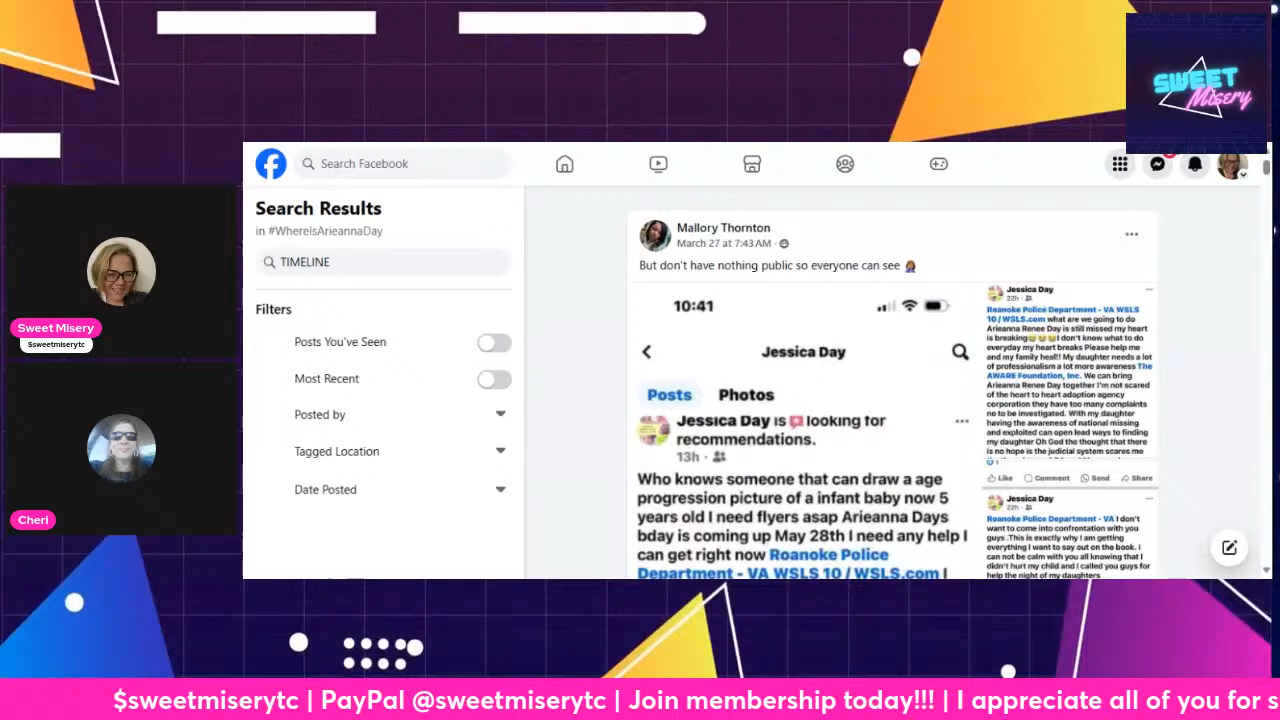 SWEET
Misery
Search Facebook
Search Results
in #WhereIsAriennaDay
TIMELINE
Filters
Posts You've Seen
Most Recent
Posted by
Tagged Location
Date Posted
Sweet Misery
$sweetmiserytc
Cheri
Mallory Thornton
March 27 at 7:43 AM
But don't have nothing public so everyone can see
10:41
Jessica Day
Posts Photos
Jessica Day is looking for
recommendations.
13h
Who knows someone that can draw a age
progression picture of a infant baby now 5
years old I need flyers asap Arieanna Days
bday is coming up May 28th I need any help I
can get right now Roanoke Police
Department - VA WSLS 10 / WSLS.com I
Jessica Day
22h
Roanoke Police Department - VA WSLS
10 / WSLS.com what are we going to do
Arieanna Renee Day is still missed my heart
is breaking I don't know what to do
everyday my heart breaks Please help me
and my family heal!! My daughter needs a lot
of professionalism a lot more awareness The
AWARE Foundation, Inc. We can bring
Arieanna Renee Day together I'm not scared
of the heart to heart adoption agency
corporation they have too many complaints
no to be investigated. With my daughter
having the awareness of national missing
and exploited can open lead ways to finding
my daughter Oh God the thought that there
is no hope is the judicial system scares me
1
Like Comment Send Share
Jessica Day
22h
Roanoke Police Department - VA I don't
want to come into confrontation with you
guys .This is exactly why I am getting
everything I want to say out on the book. I
can not be calm with you all knowing that I
didn't hurt my child and I called you guys for
help the night of my daughters
$sweetmiserytc | PayPal @sweetmiserytc | Join membership today!!! | I appreciate all of you for s